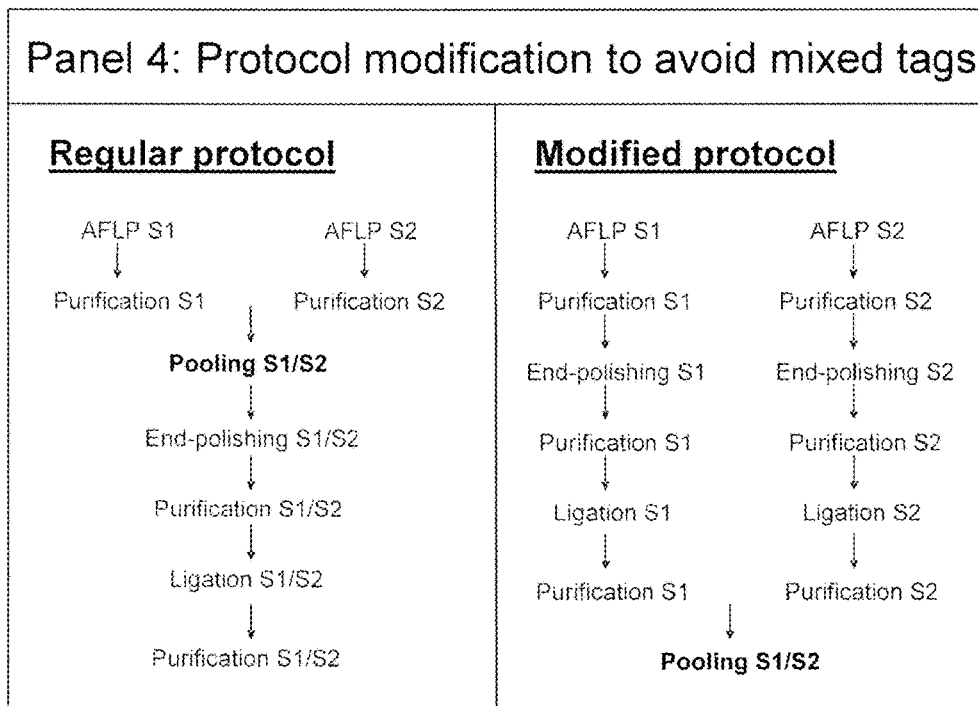 Panel 4: Protocol modification to avoid mixed tags
Regular protocol
AFLP S1 AFLP S2
Purification S1 Purification S2
Pooling S1/S2
End-polishing S1/S2
Purification S1/S2
Ligation S1/S2
Purification S1/S2
Modified protocol
AFLP S1 AFLP S2
Purification S1 Purification S2
End-polishing S1 End-polishing S2
Purification S1 Purification S2
Ligation S1 Ligation S2
Purification S1 Purification S2
Pooling S1/S2